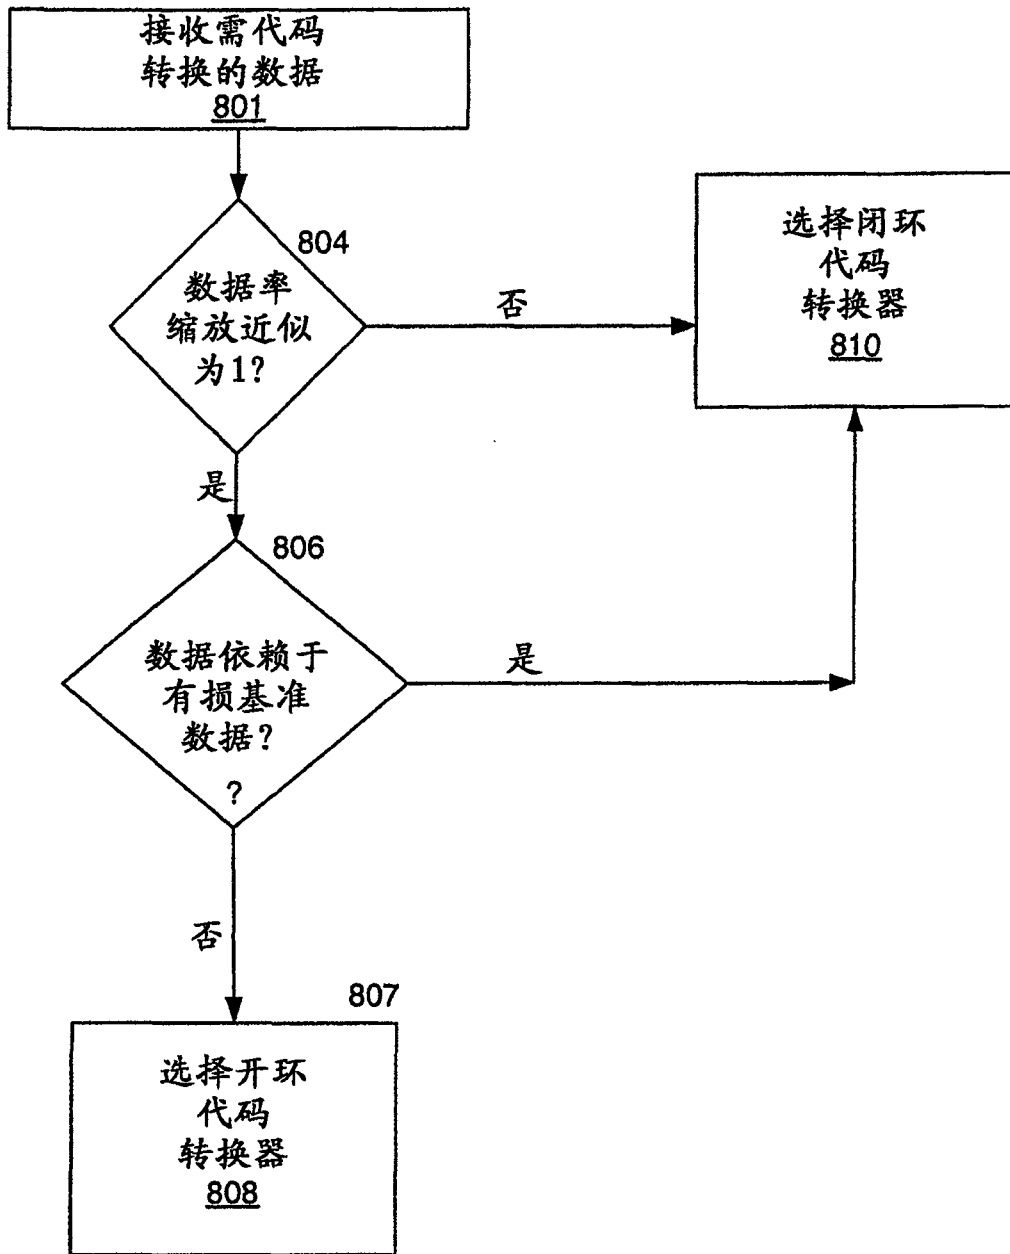 接收需代码
转换的数据
801
804
数据率
缩放近似
为1?
否
选择闭环
代码
转换器
810
是
806
数据依赖于
有损基准
数据?
?
是
否
807
选择开环
代码
转换器
808